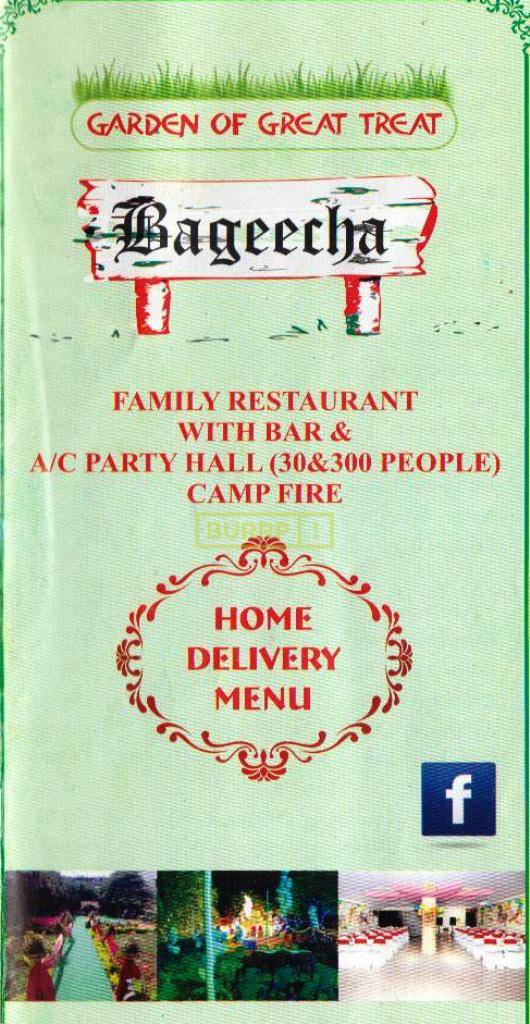 GARDEN OF GREAT TREAT
Bageecha
FAMILY RESTAURANT
WITH BAR &
A/C PARTY HALL (30&300 PEOPLE)
CAMP FIRE
BURRP!
HOME
DELIVERY
MENU
f